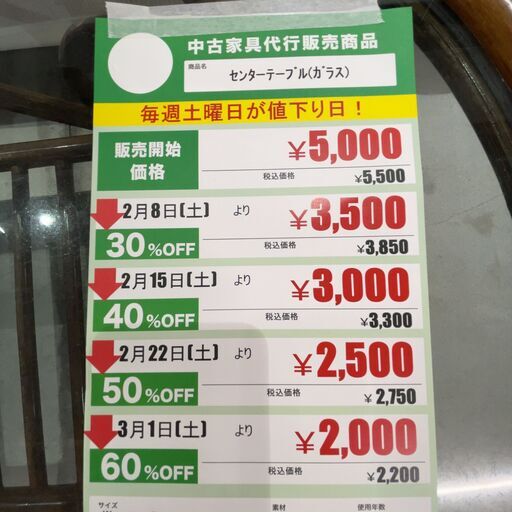 中古家具代行販売商品
商品名
センターテーブル(ガラス)
毎週土曜日が値下り日！
販売開始
価格
¥5,000
税込価格 ¥5,500
2月8日(土) より
30%OFF
¥3,500
税込価格 ¥3,850
2月15日(土) より
40%OFF
¥3,000
税込価格 ¥3,300
2月22日(土) より
50%OFF
¥2,500
税込価格 ¥2,750
3月1日(土) より
60%OFF
¥2,000
税込価格 ¥2,200
サイズ 素材 使用年数